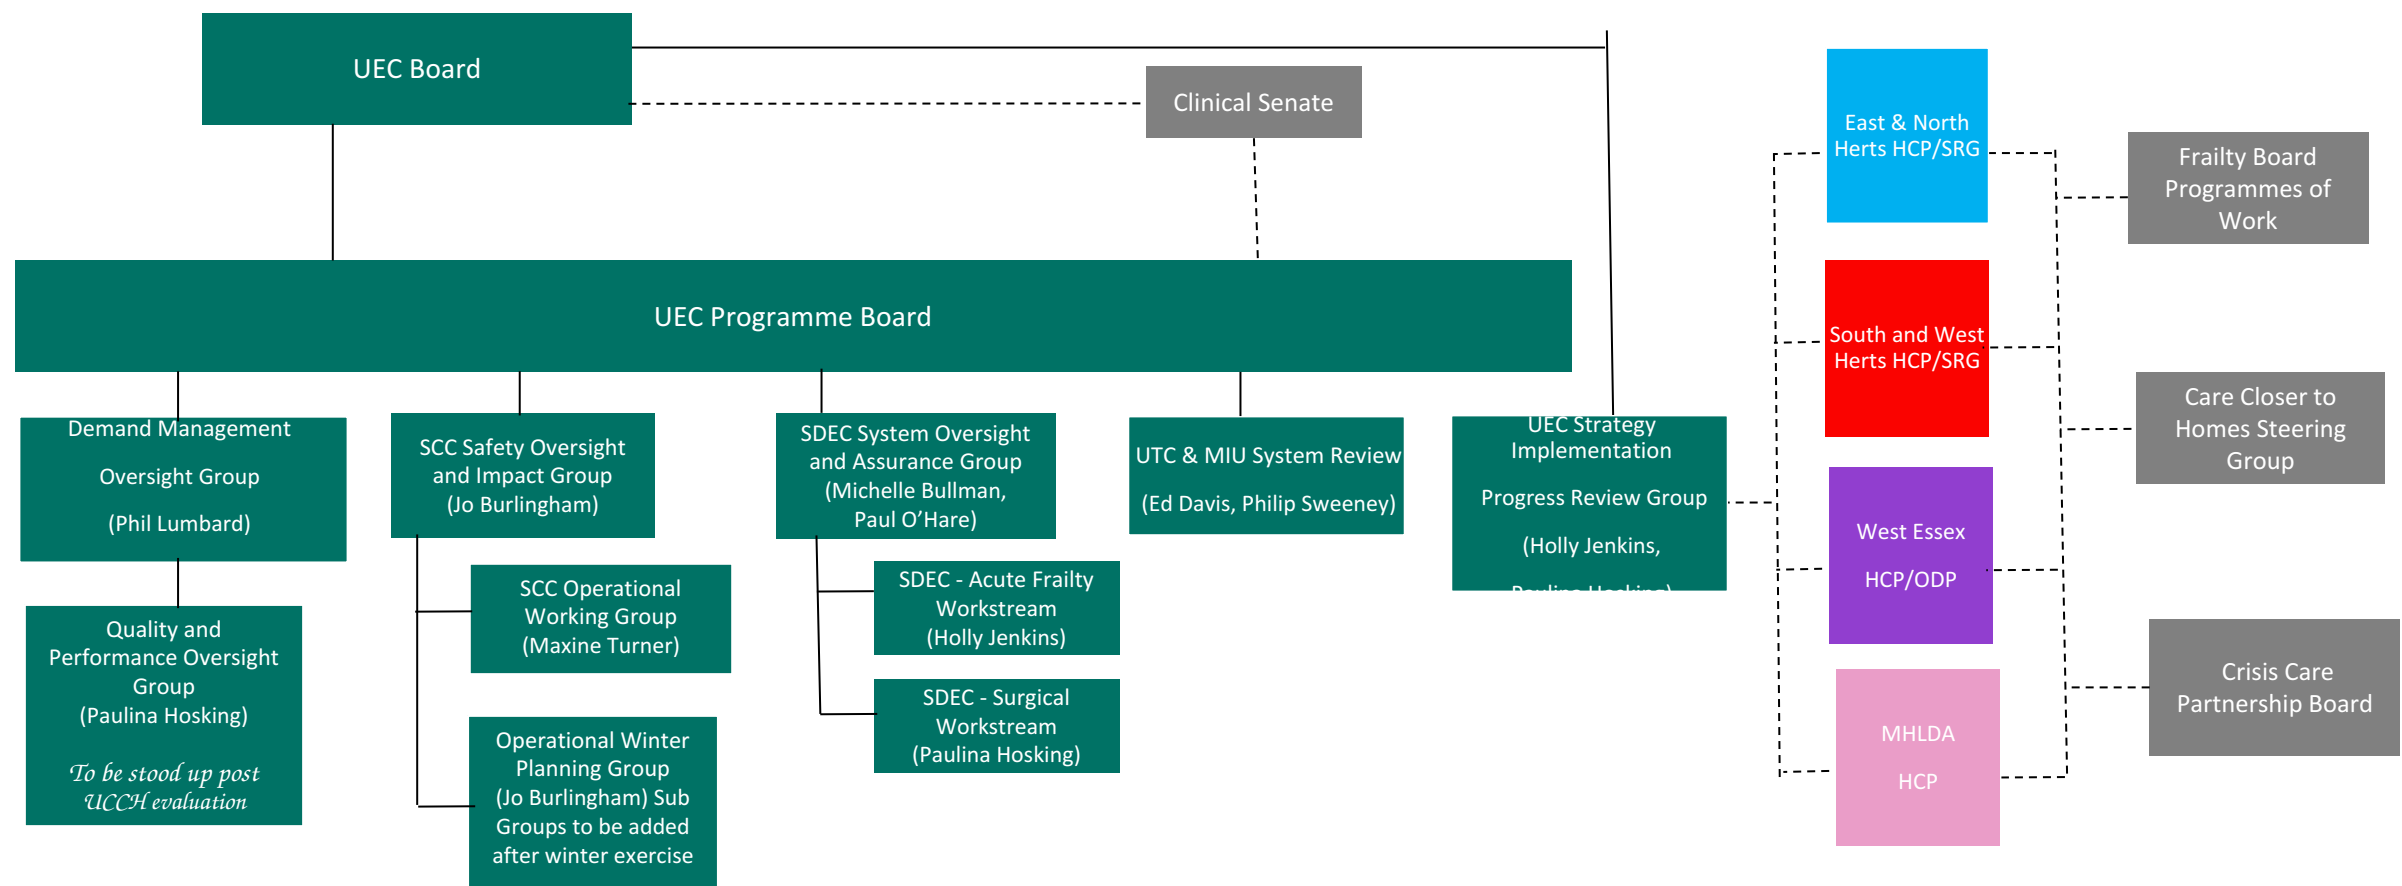 UEC Board
Clinical Senate
East & North
Herts HCP/SRG
Frailty Board
Programmes of
Work
UEC Programme Board
South and West
Herts HCP/SRG
Care Closer to
Homes Steering
Group
Demand Management
Oversight Group
(Phil Lumbard)
SCC Safety Oversight
and Impact Group
(Jo Burlingham)
SDEC System Oversight
and Assurance Group
(Michelle Bullman,
Paul O’Hare)
UTC & MIU System Review
(Ed Davis, Philip Sweeney)
UEC Strategy
Implementation
Progress Review Group
(Holly Jenkins,
Paulina Hosking)
West Essex
HCP/ODP
Quality and
Performance Oversight
Group
(Paulina Hosking)
To be stood up post
UCCH evaluation
SCC Operational
Working Group
(Maxine Turner)
SDEC - Acute Frailty
Workstream
(Holly Jenkins)
Crisis Care
Partnership Board
Operational Winter
Planning Group
(Jo Burlingham) Sub
Groups to be added
after winter exercise
SDEC - Surgical
Workstream
(Paulina Hosking)
MHLDA
HCP